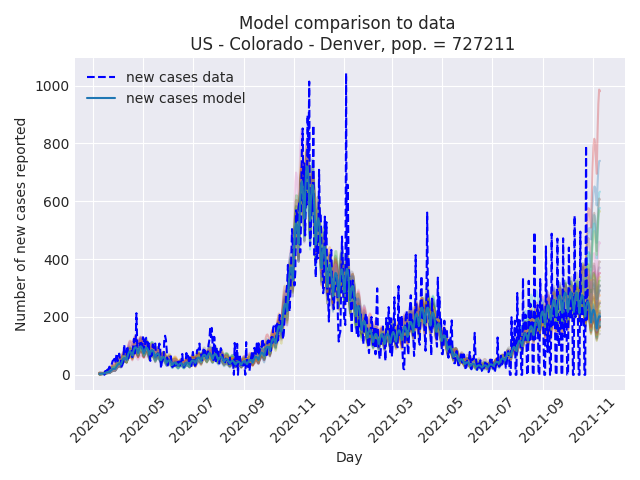 Model comparison to data
US - Colorado - Denver, pop. = 727211
new cases data
new cases model
Number of new cases reported
1000
800
600
400
200
0
2020-03
2020-05
2020-07
2020-09
2020-11
2021-01
2021-03
2021-05
2021-07
2021-09
2021-11
Day